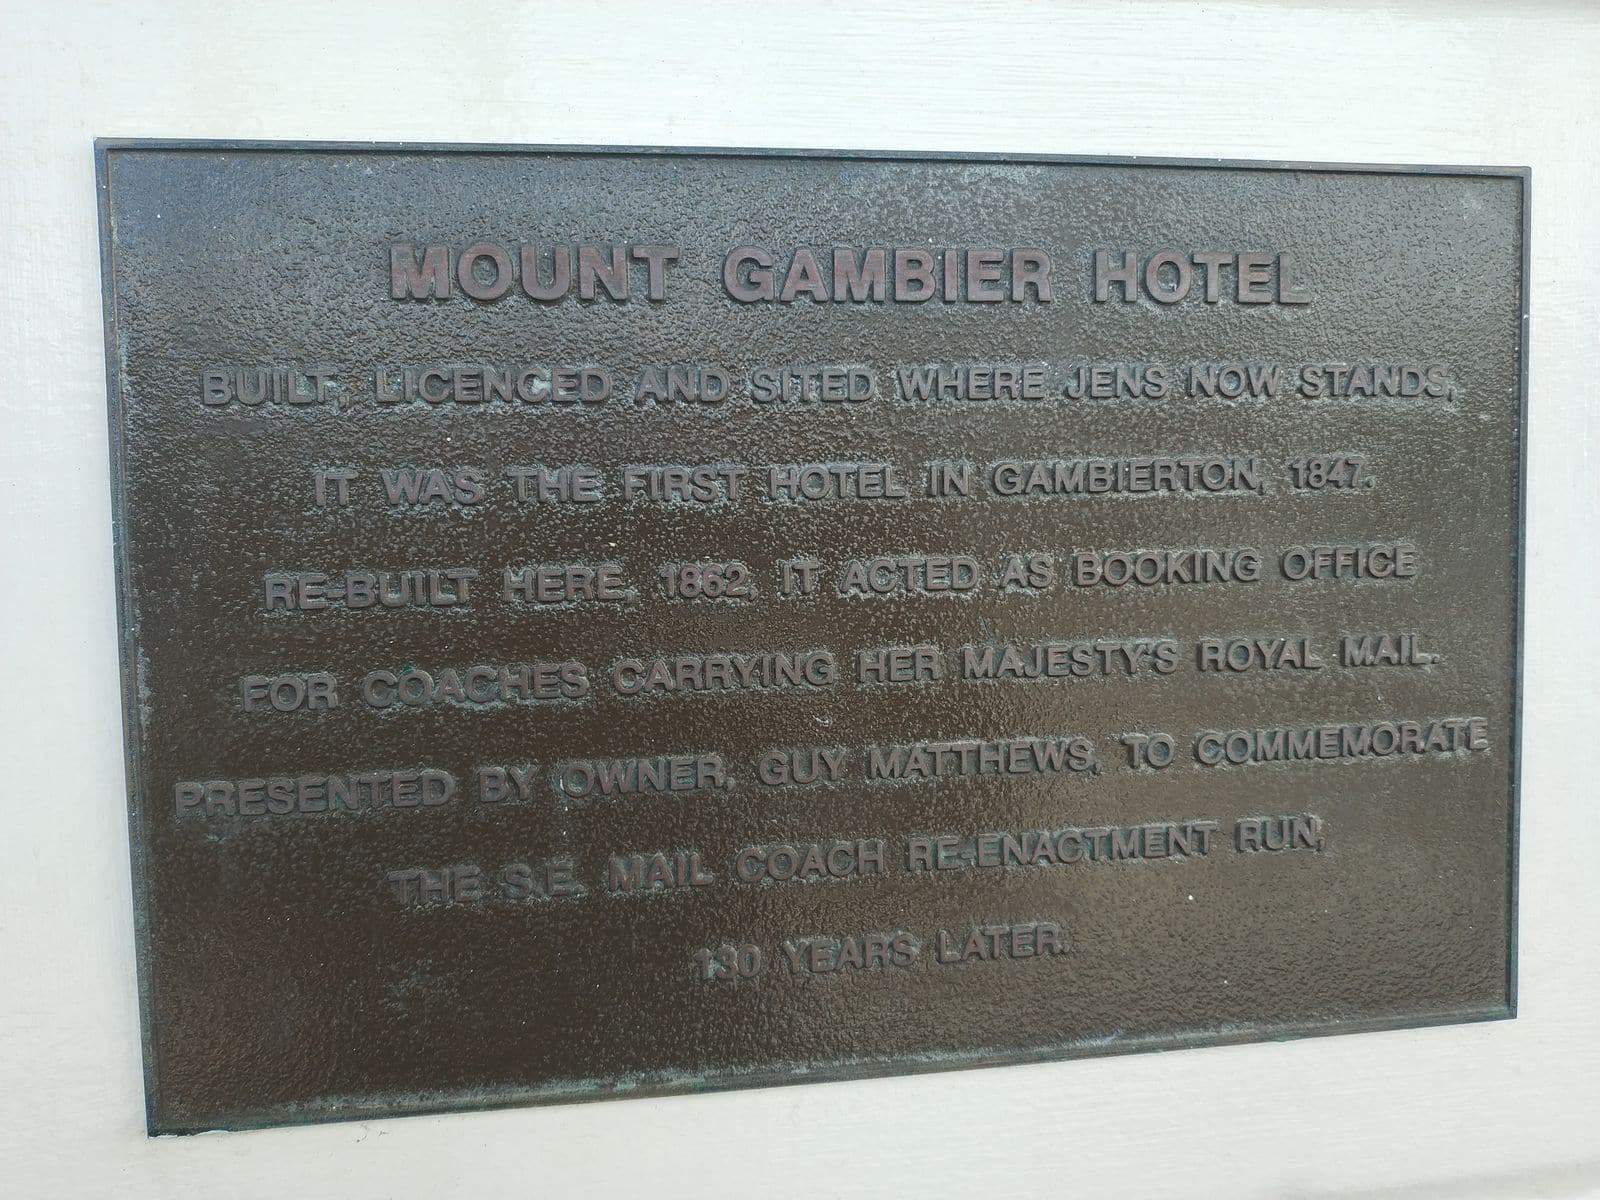 MOUNT GAMBIER HOTEL
BUILT, LICENCED AND SITED WHERE JENS NOW STANDS,
IT WAS THE FIRST HOTEL IN GAMBIERTON, 1847.
RE-BUILT HERE, 1862, IT ACTED AS BOOKING OFFICE
FOR COACHES CARRYING HER MAJESTY'S ROYAL MAIL.
PRESENTED BY OWNER, GUY MATTHEWS, TO COMMEMORATE
THE S.E. MAIL COACH RE-ENACTMENT RUN,
130 YEARS LATER.